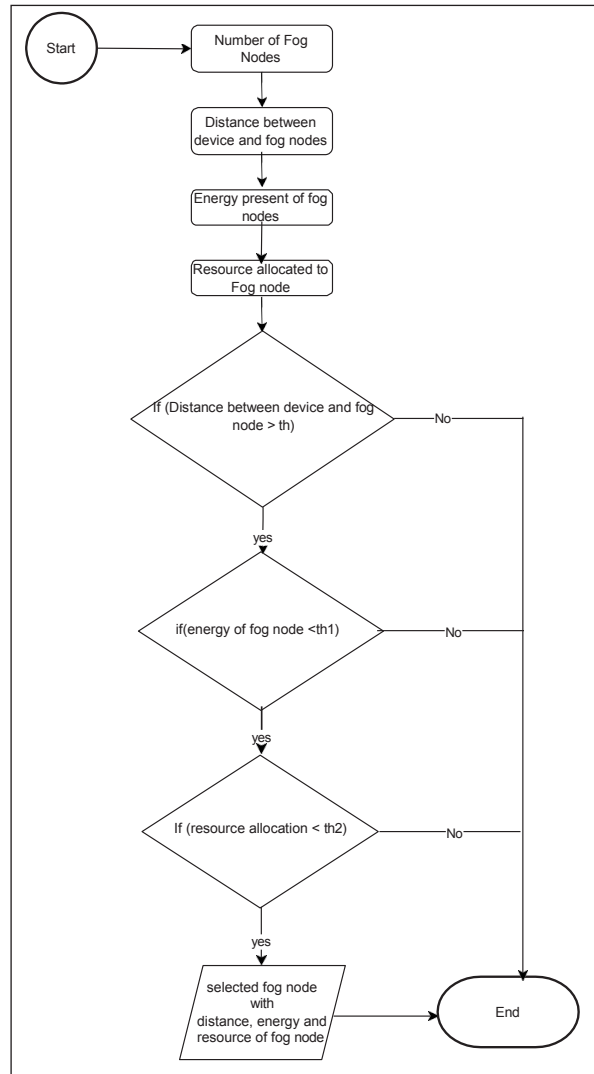 Start
Number of Fog
Nodes
Distance between
device and fog nodes
Energy present of fog
nodes
Resource allocated to
Fog node
If (Distance between device and fog
node > th)
No
yes
if(energy of fog node <th1)
No
yes
If (resource allocation < th2)
No
yes
selected fog node
with
distance, energy and
resource of fog node
End